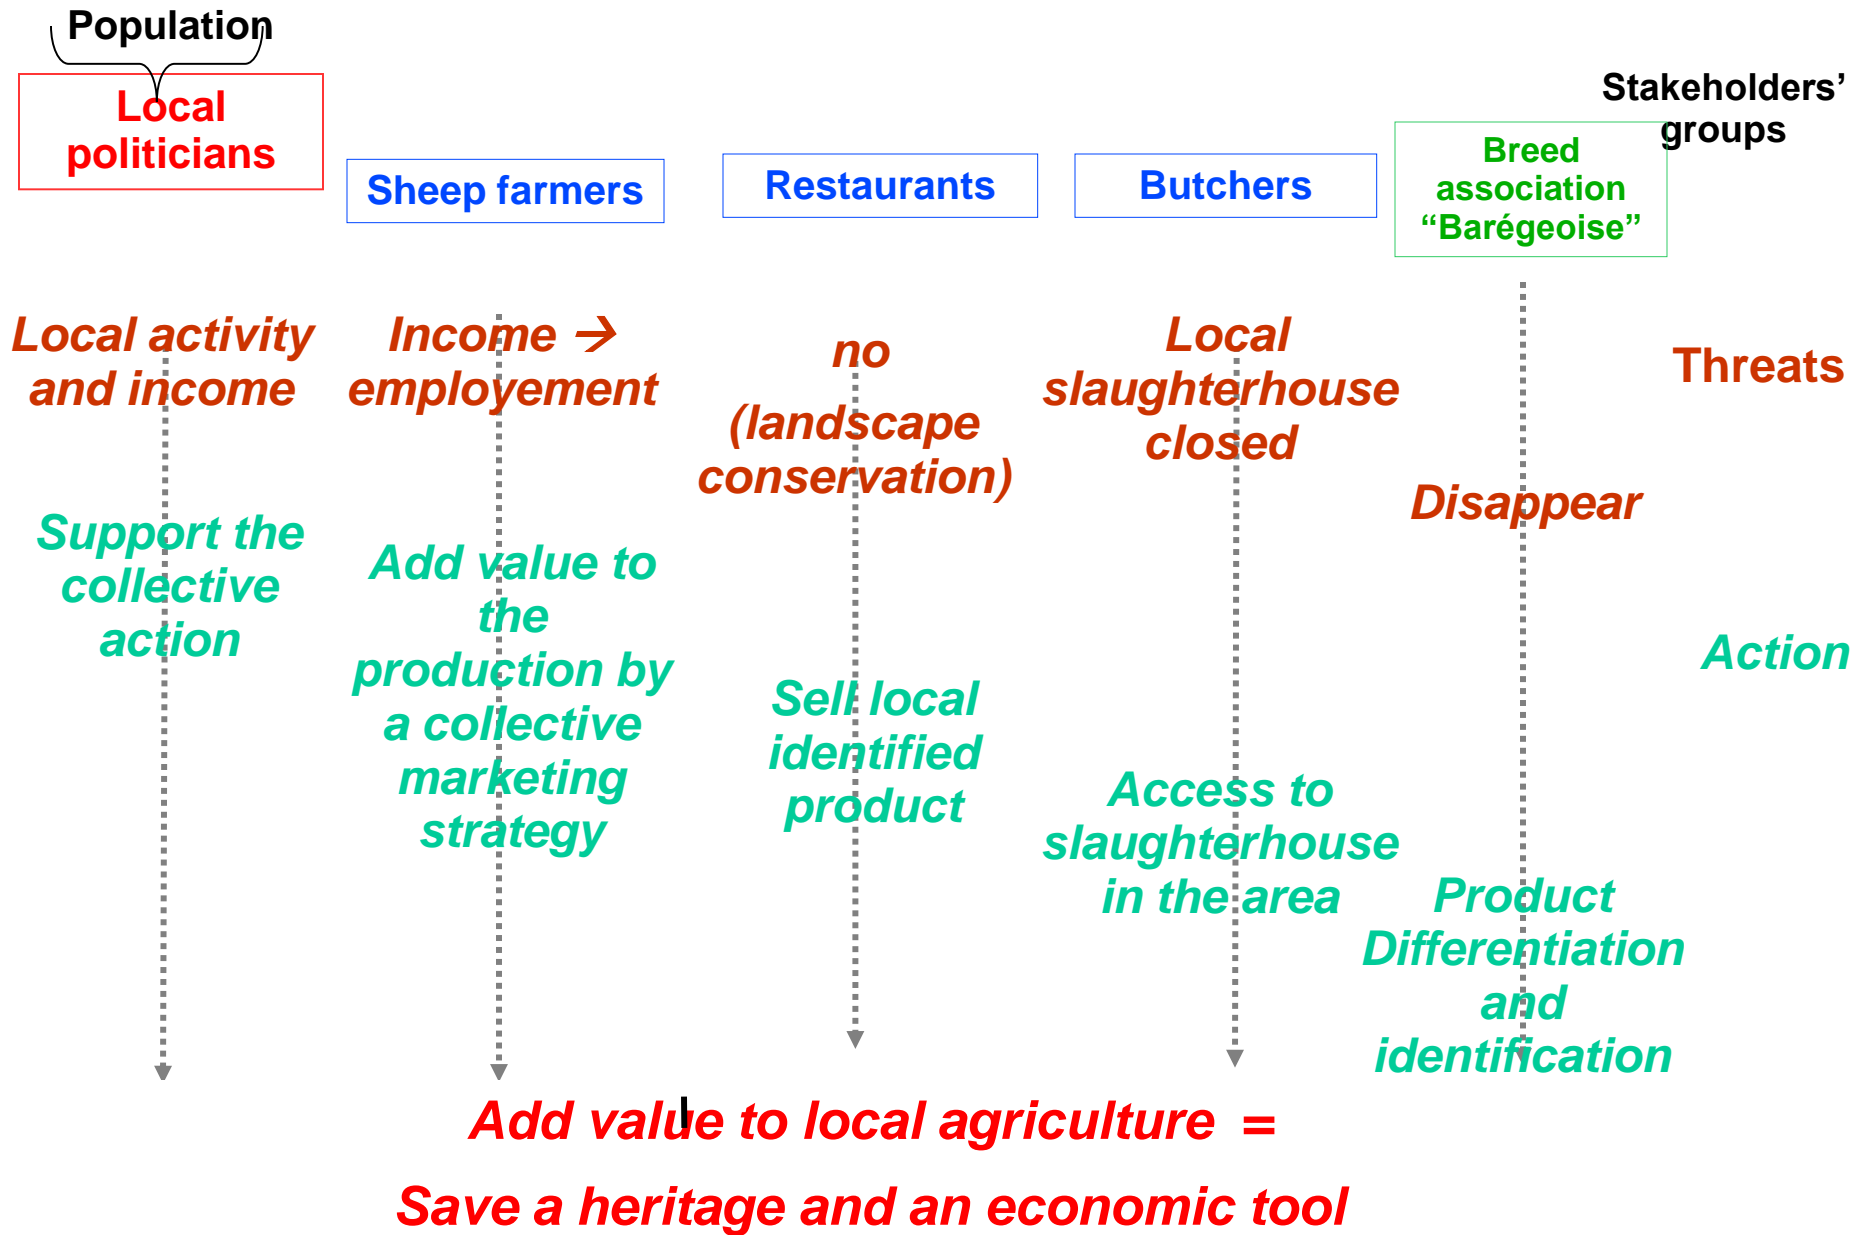 Population
Local
politicians
Sheep farmers
Restaurants
Butchers
Breed
association
“Barégeoise”
Stakeholders’
groups
Local activity
and income
Income →
employement
no
(landscape
conservation)
Local
slaughterhouse
closed
Disappear
Threats
Support the
collective
action
Add value to
the
production by
a collective
marketing
strategy
Sell local
identified
product
Access to
slaughterhouse
in the area
Product
Differentiation
and
identification
Action
Add value to local agriculture =
Save a heritage and an economic tool